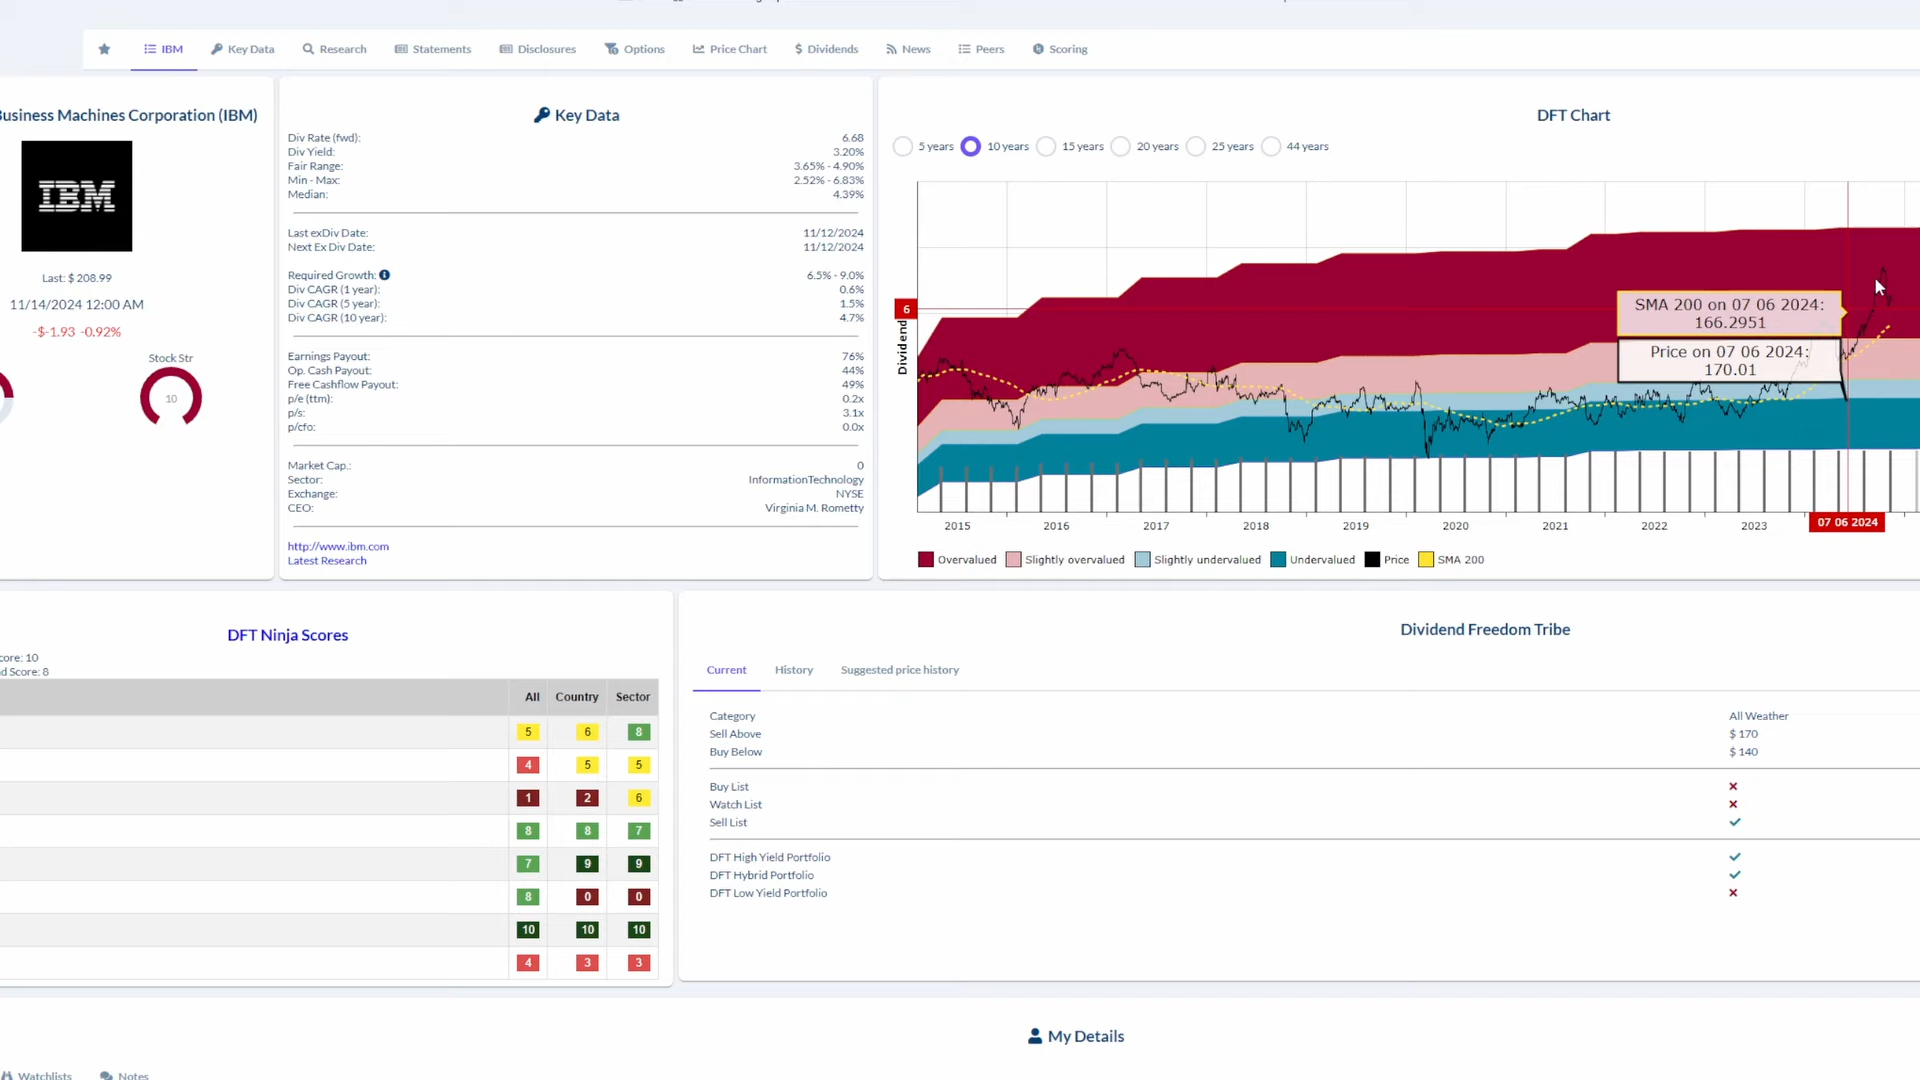 IBM
Key Data
Research
Statements
Disclosures
Options
Price Chart
Dividends
News
Peers
Scoring
Business Machines Corporation (IBM)
IBM
Last: $ 208.99
11/14/2024 12:00 AM
-$-1.93 -0.92%
Stock Str
10
Key Data
Div Rate (fwd): 6.68
Div Yield: 3.20%
Fair Range: 3.65% - 4.90%
Min - Max: 2.52% - 6.83%
Median: 4.39%
Last exDiv Date: 11/12/2024
Next Ex Div Date: 11/12/2024
Required Growth: 6.5% - 9.0%
Div CAGR (1 year): 0.6%
Div CAGR (5 year): 1.5%
Div CAGR (10 year): 4.7%
Earnings Payout: 76%
Op. Cash Payout: 44%
Free Cashflow Payout: 49%
p/e (ttm): 0.2x
p/s: 3.1x
p/cfo: 0.0x
Market Cap.: 0
Sector: InformationTechnology
Exchange: NYSE
CEO: Virginia M. Rometty
http://www.ibm.com
Latest Research
DFT Chart
5 years 10 years 15 years 20 years 25 years 44 years
6
Dividend
SMA 200 on 07 06 2024:
166.2951
Price on 07 06 2024:
170.01
2015 2016 2017 2018 2019 2020 2021 2022 2023 07 06 2024
Overvalued Slightly overvalued Slightly undervalued Undervalued Price SMA 200
DFT Ninja Scores
core: 10
d Score: 8
All Country Sector
5 6 8
4 5 5
1 2 6
8 8 7
7 9 9
8 0 0
10 10 10
4 3 3
Dividend Freedom Tribe
Current History Suggested price history
Category All Weather
Sell Above $ 170
Buy Below $ 140
Buy List
Watch List
Sell List
DFT High Yield Portfolio
DFT Hybrid Portfolio
DFT Low Yield Portfolio
My Details
Watchlists Notes